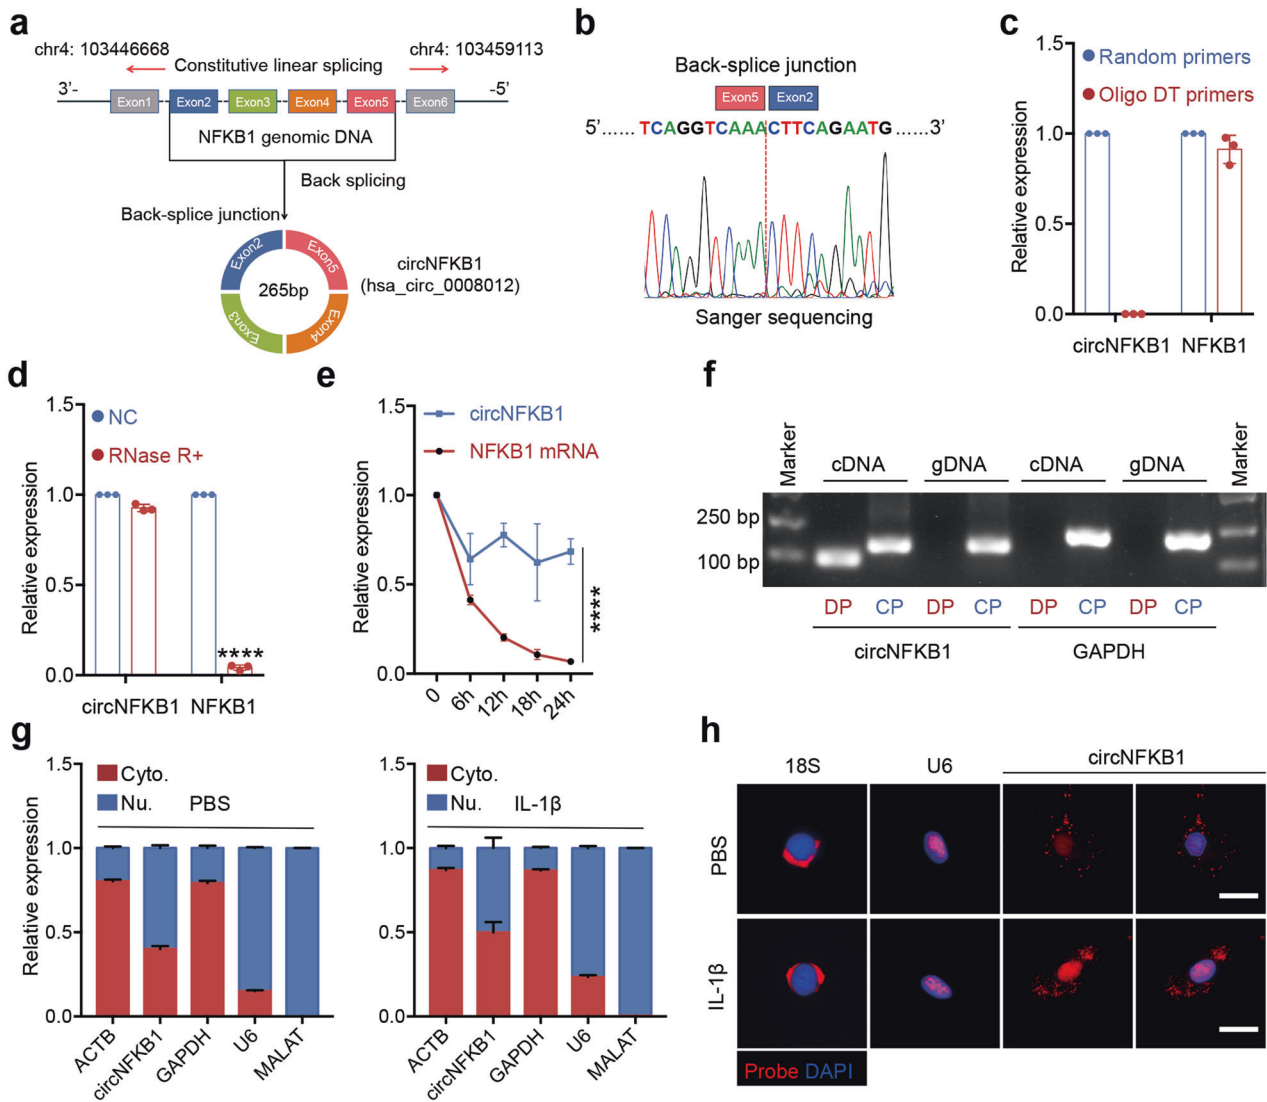 a
chr4: 103446668
chr4: 103459113
Constitutive linear splicing
3’-
Exon1
Exon2
Exon3
Exon4
Exon5
Exon6
-5’
NFKB1 genomic DNA
Back splicing
Back-splice junction
Exon2
Exon5
Exon3
Exon4
265bp
circNFKB1
(hsa_circ_0008012)
b
Back-splice junction
Exon5
Exon2
5’......TCAGGTCAAACTTCAGAATG......3’
Sanger sequencing
c
Relative expression
1.5
1.0
0.5
0.0
Random primers
Oligo DT primers
circNFKB1
NFKB1
d
Relative expression
1.5
1.0
0.5
0.0
NC
RNase R+
****
circNFKB1
NFKB1
e
Relative expression
1.5
1.0
0.5
0.0
circNFKB1
NFKB1 mRNA
****
0
6h
12h
18h
24h
f
Marker
cDNA
gDNA
cDNA
gDNA
Marker
250 bp
100 bp
DP
CP
DP
CP
DP
CP
DP
CP
circNFKB1
GAPDH
g
Relative expression
1.5
1.0
0.5
0.0
Cyto.
Nu.
PBS
ACTB
circNFKB1
GAPDH
U6
MALAT
1.5
1.0
0.5
0.0
Cyto.
Nu.
IL-1β
ACTB
circNFKB1
GAPDH
U6
MALAT
h
18S
U6
circNFKB1
PBS
IL-1β
Probe DAPI